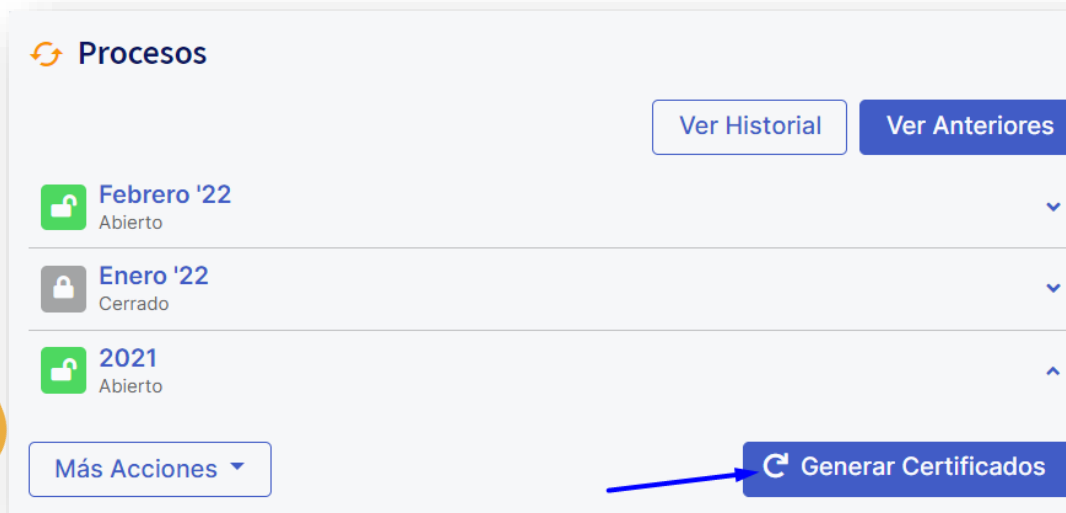 Procesos
Ver Historial
Ver Anteriores
Febrero '22
Abierto
Enero '22
Cerrado
2021
Abierto
Más Acciones
Generar Certificados